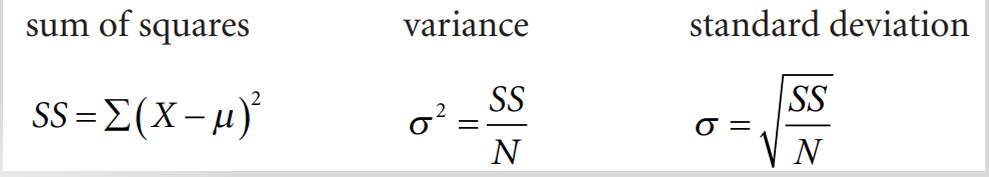 sum of squares variance standard deviation
SS = Σ(X – μ)² σ² = SS/N σ = √(SS/N)